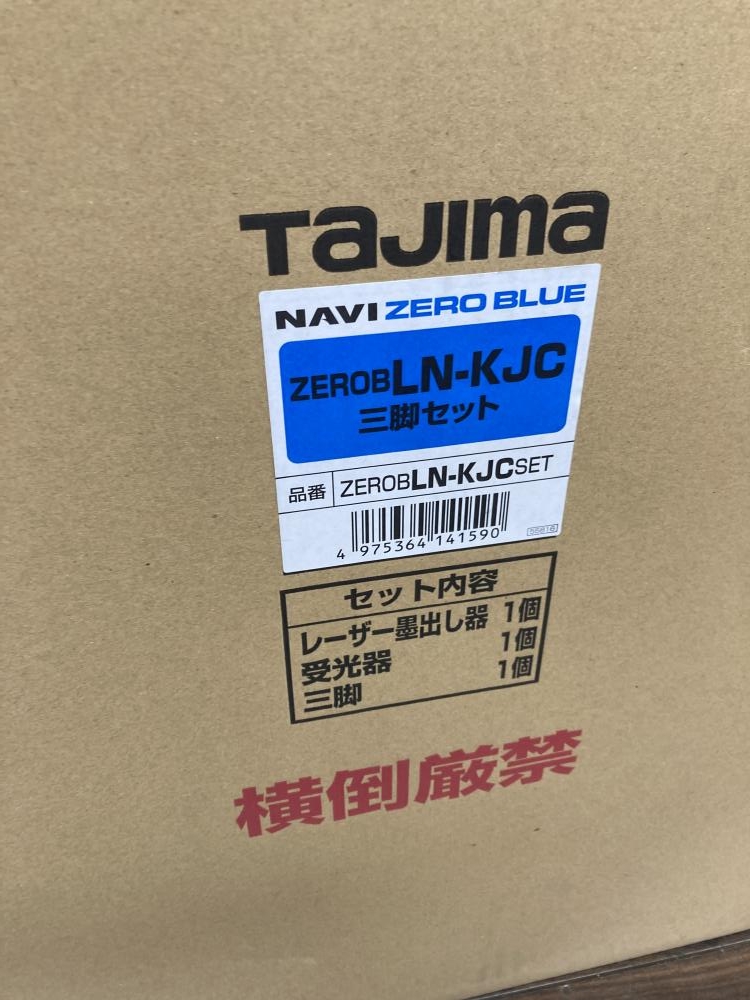 TaJIma
NAVI ZERO BLUE
ZEROBLN-KJC
三脚セット
品番 ZEROBLN-KJCSET
4 975364 141590
セット内容
レーザー墨出し器 1個
受光器 1個
三脚 1個
横倒厳禁